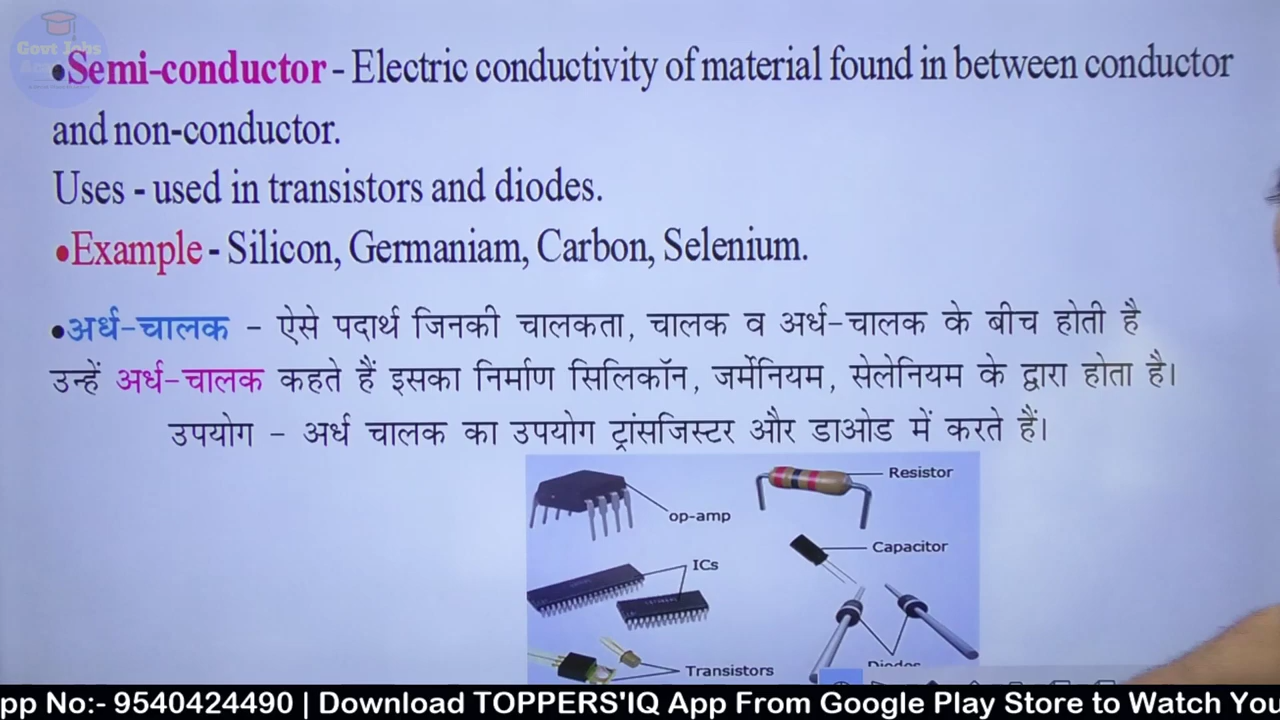 Govt Jobs
•Semi-conductor - Electric conductivity of material found in between conductor
and non-conductor.
Uses - used in transistors and diodes.
•Example - Silicon, Germaniam, Carbon, Selenium.
•अर्ध-चालक - ऐसे पदार्थ जिनकी चालकता, चालक व अर्ध-चालक के बीच होती है
उन्हें अर्ध-चालक कहते हैं इसका निर्माण सिलिकॉन, जर्मेनियम, सेलेनियम के द्वारा होता है।
उपयोग - अर्ध चालक का उपयोग ट्रांसजिस्टर और डाओड में करते हैं।
Resistor
op-amp
Capacitor
ICs
Diodes
Transistors
pp No:- 9540424490 | Download TOPPERS'IQ App From Google Play Store to Watch You